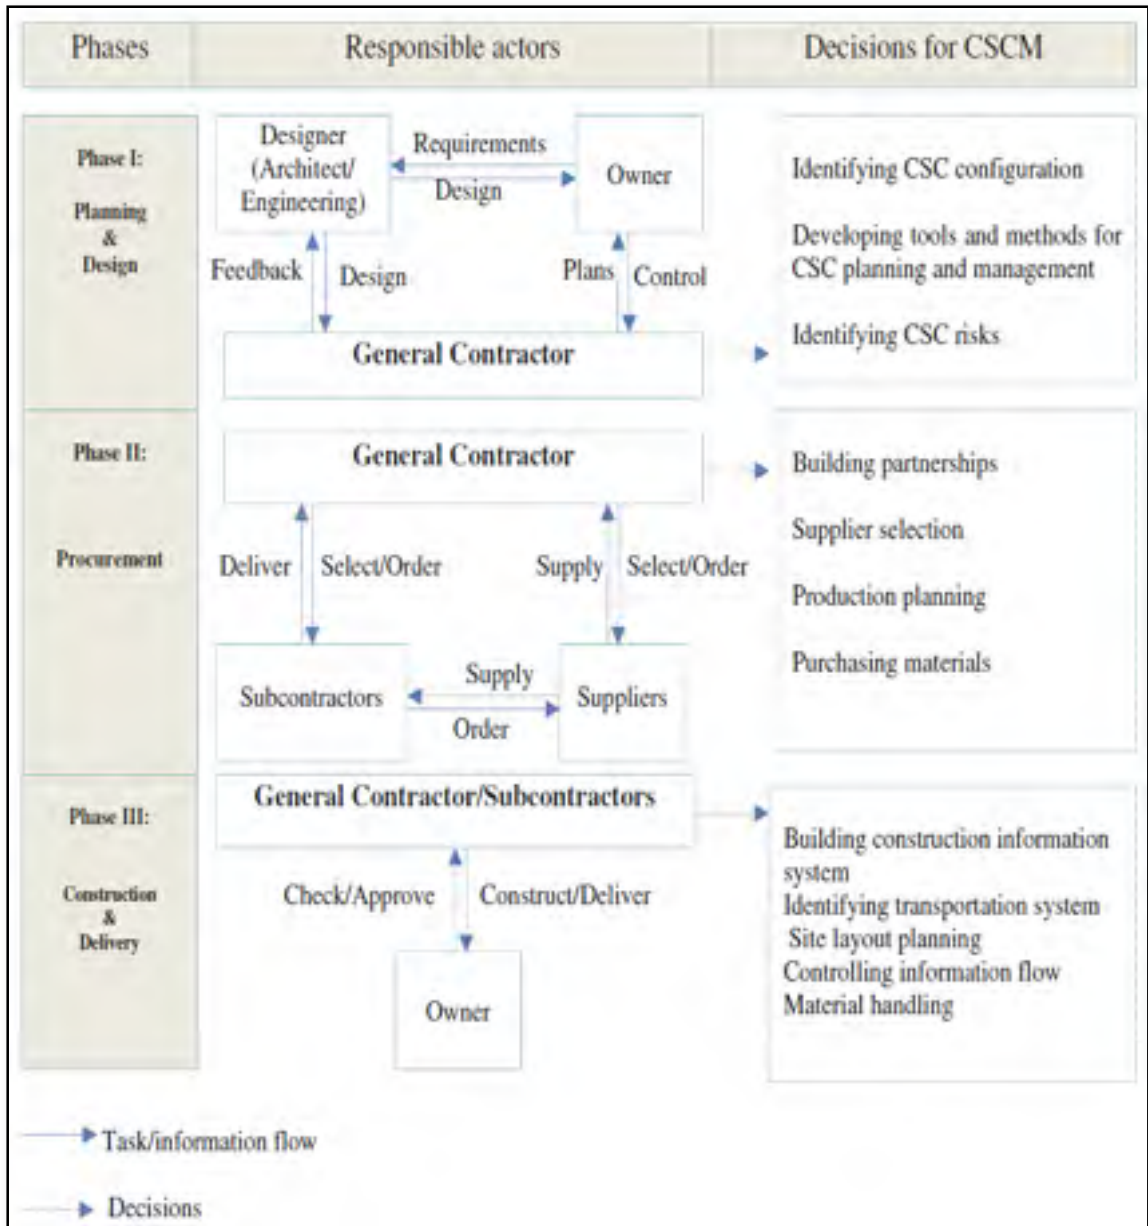 Phases
Responsible actors
Decisions for CSCM
Phase I:
Planning
&
Design
Designer
(Architect/
Engineering)
Requirements
Design
Owner
Feedback
Design
Plans
Control
General Contractor
Identifying CSC configuration
Developing tools and methods for
CSC planning and management
Identifying CSC risks
Phase II:
Procurement
General Contractor
Deliver
Select/Order
Supply
Select/Order
Subcontractors
Supply
Order
Suppliers
Building partnerships
Supplier selection
Production planning
Purchasing materials
Phase III:
Construction
&
Delivery
General Contractor/Subcontractors
Check/Approve
Construct/Deliver
Owner
Building construction information
system
Identifying transportation system
Site layout planning
Controlling information flow
Material handling
Task/information flow
Decisions